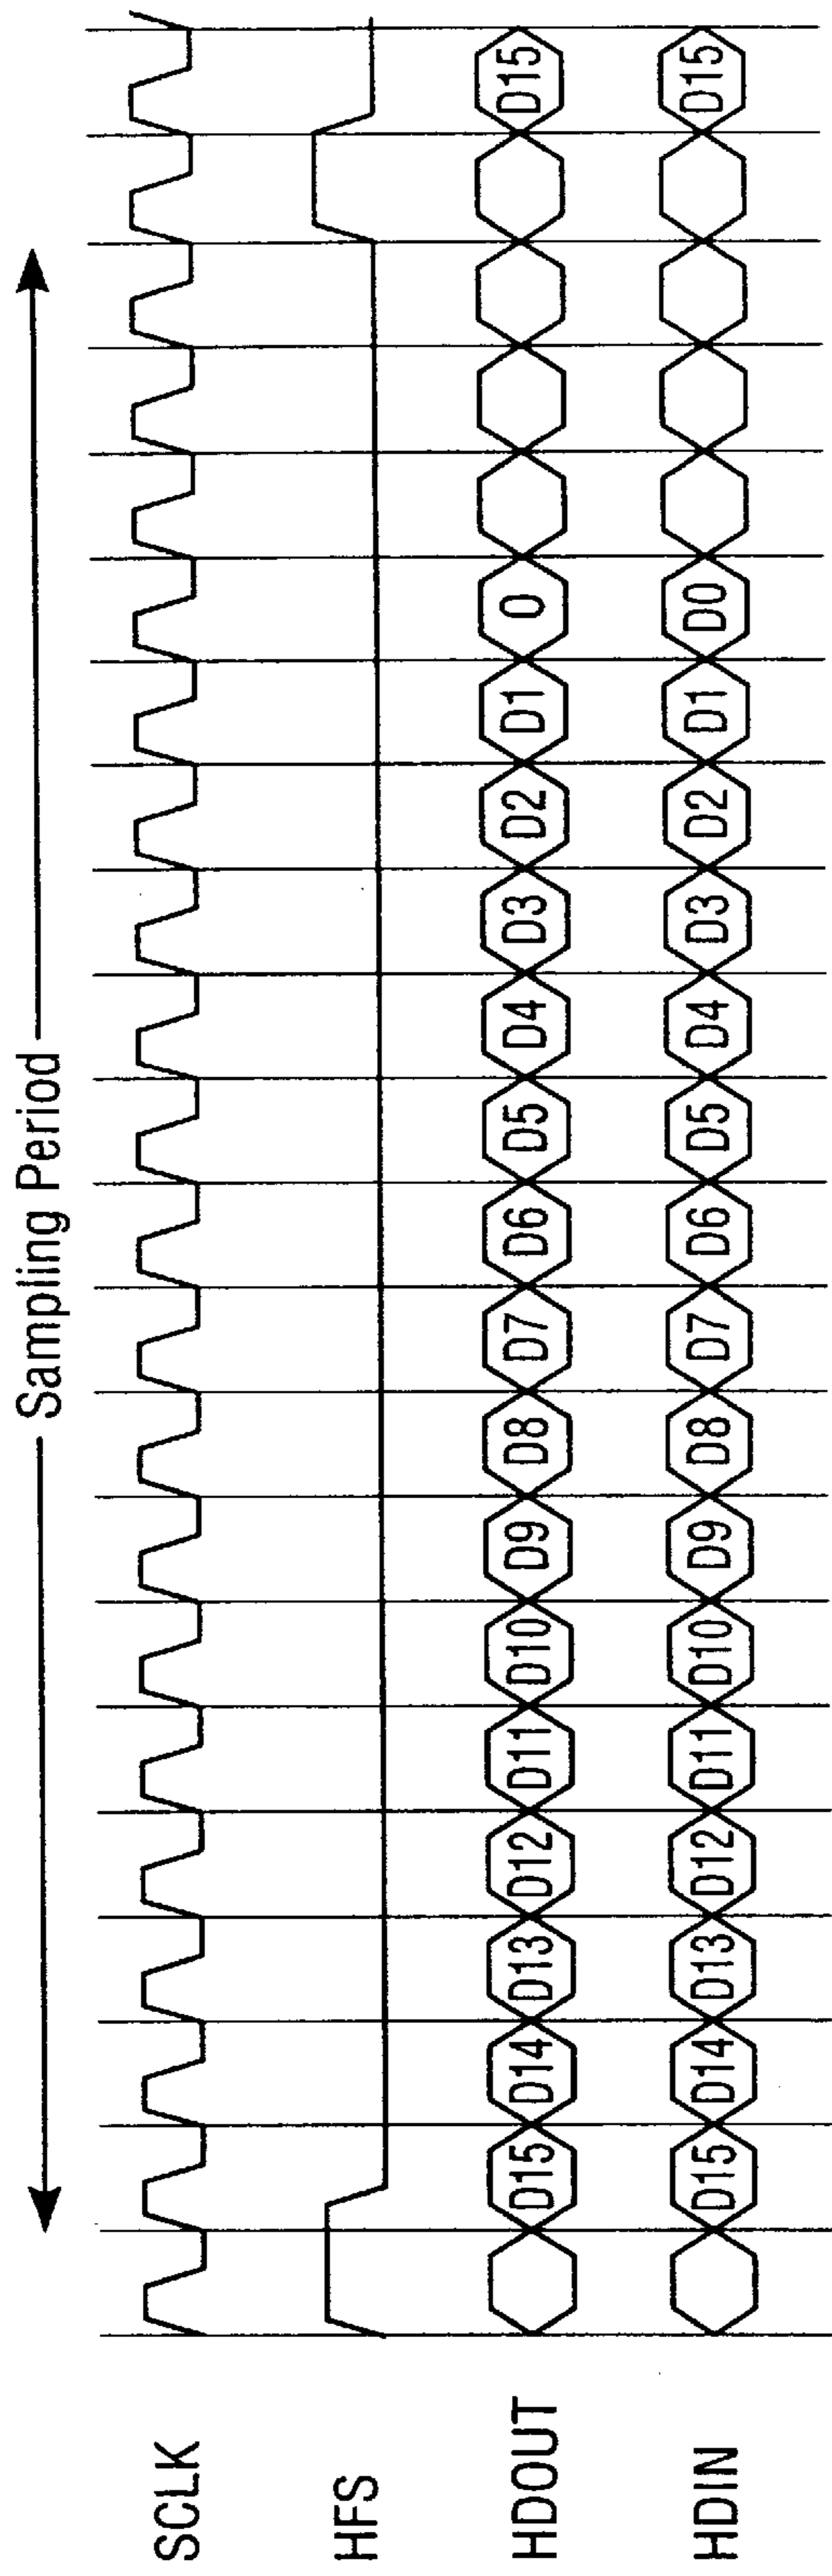 Sampling Period
SCLK
HFS
HDOUT D15 D14 D13 D12 D11 D10 D9 D8 D7 D6 D5 D4 D3 D2 D1 0 D15
HDIN D15 D14 D13 D12 D11 D10 D9 D8 D7 D6 D5 D4 D3 D2 D1 D0 D15